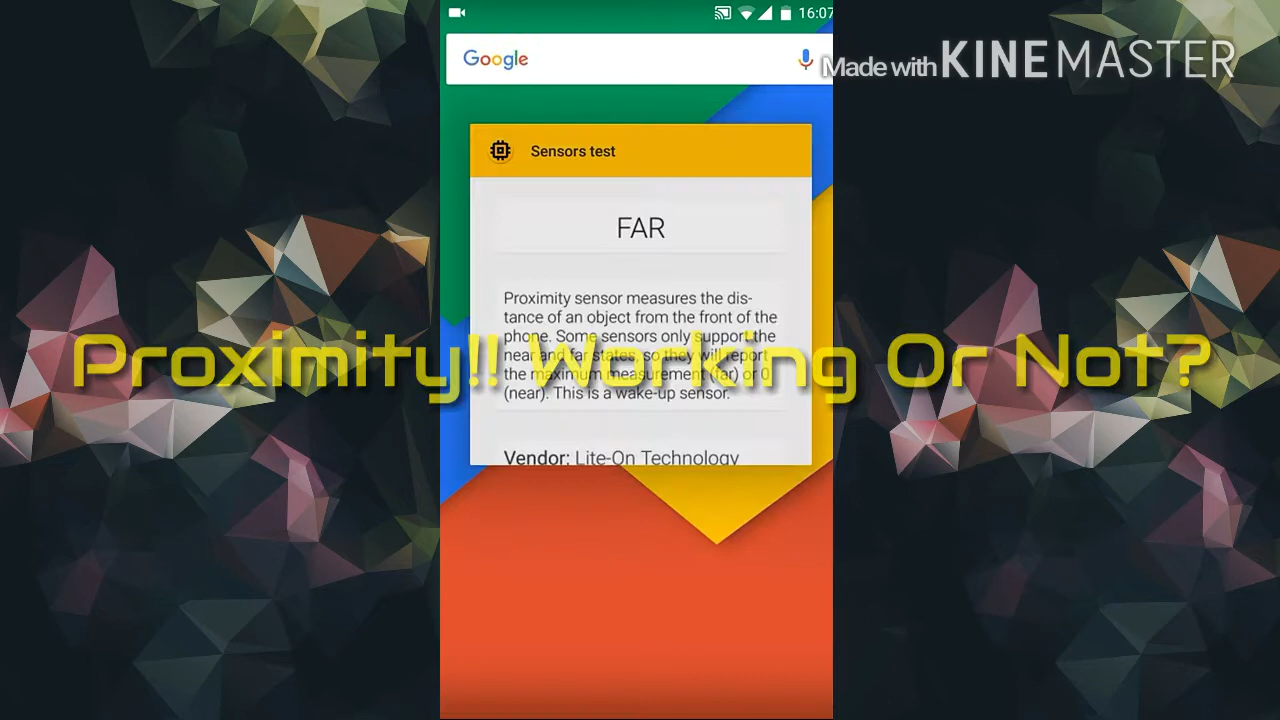 16:07
Google
Made with KINEMASTER
Sensors test
FAR
Proximity sensor measures the dis-
tance of an object from the front of the
phone. Some sensors only support the
near and far states, so they will report
the maximum measurement (far) or 0
(near). This is a wake-up sensor.
Proximity!! Working Or Not?
Vendor: Lite-On Technology